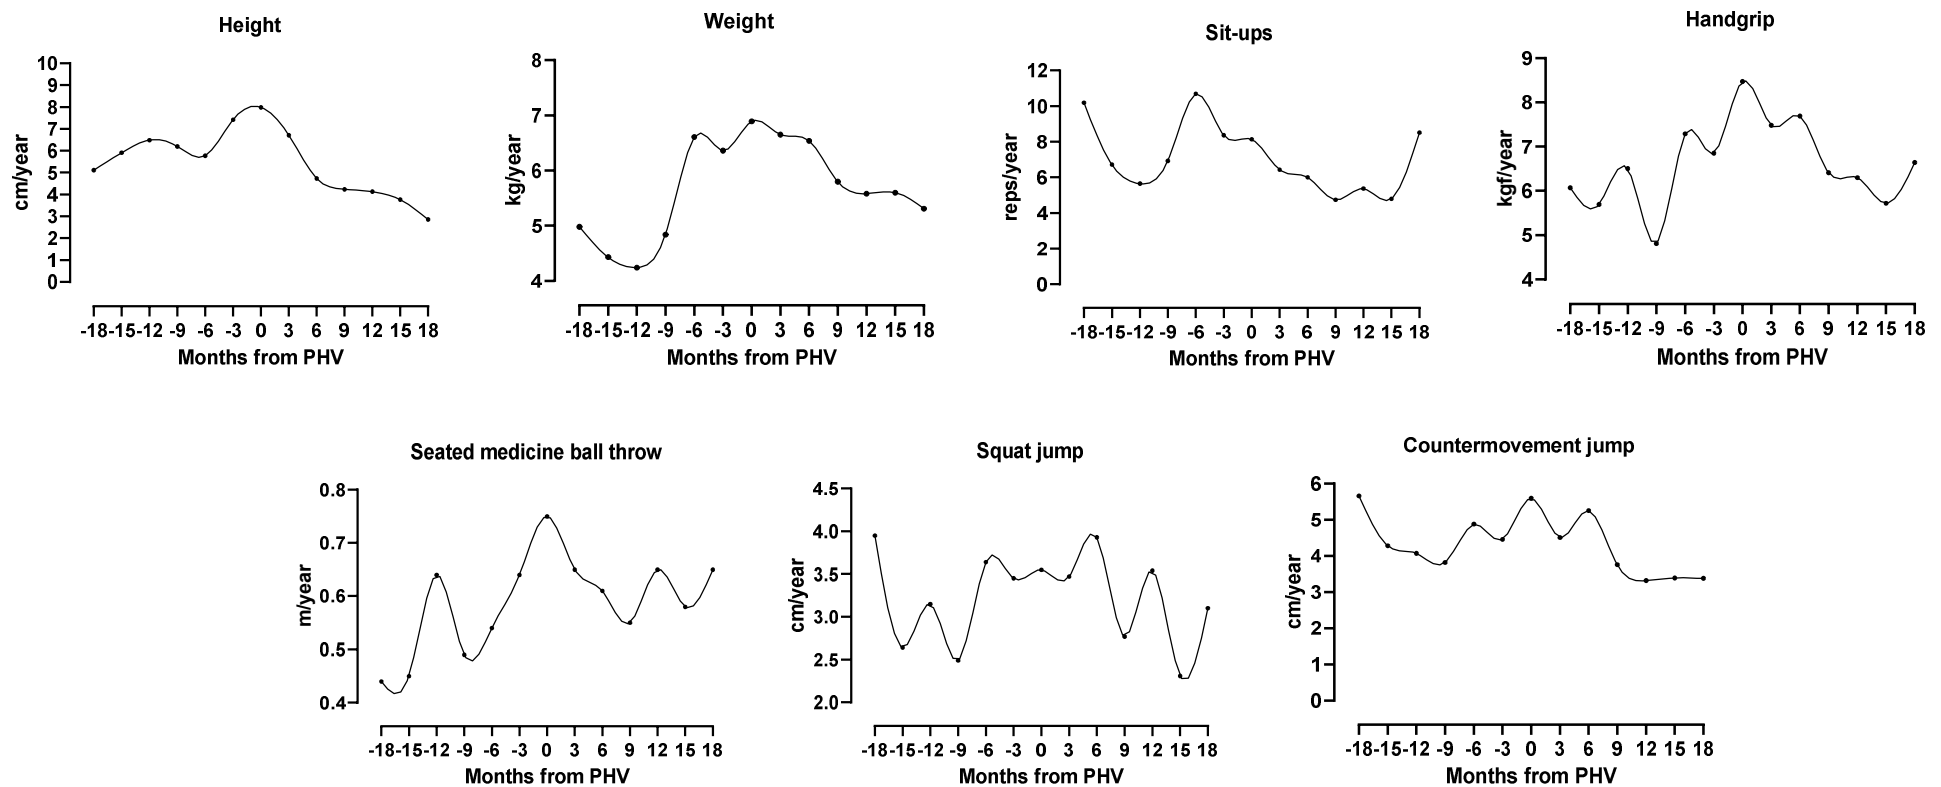 Height
10
9
8
7
6
5
4
3
2
1
0
cm/year
-18 -15 -12 -9 -6 -3 0 3 6 9 12 15 18
Months from PHV
Weight
8
7
6
5
4
kg/year
-18 -15 -12 -9 -6 -3 0 3 6 9 12 15 18
Months from PHV
Sit-ups
12
10
8
6
4
2
0
reps/year
-18 -15 -12 -9 -6 -3 0 3 6 9 12 15 18
Months from PHV
Handgrip
9
8
7
6
5
4
kgf/year
-18 -15 -12 -9 -6 -3 0 3 6 9 12 15 18
Months from PHV
Seated medicine ball throw
0.8
0.7
0.6
0.5
0.4
m/year
-18 -15 -12 -9 -6 -3 0 3 6 9 12 15 18
Months from PHV
Squat jump
4.5
4.0
3.5
3.0
2.5
2.0
cm/year
-18 -15 -12 -9 -6 -3 0 3 6 9 12 15 18
Months from PHV
Countermovement jump
6
5
4
3
2
1
0
cm/year
-18 -15 -12 -9 -6 -3 0 3 6 9 12 15 18
Months from PHV